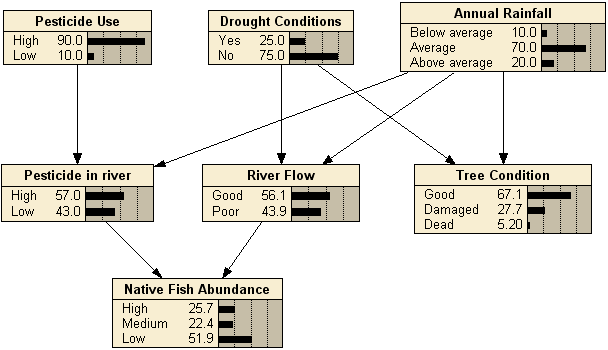 Pesticide Use
High 90.0
Low 10.0
Drought Conditions
Yes 25.0
No 75.0
Annual Rainfall
Below average 10.0
Average 70.0
Above average 20.0
Pesticide in river
High 57.0
Low 43.0
River Flow
Good 56.1
Poor 43.9
Tree Condition
Good 67.1
Damaged 27.7
Dead 5.20
Native Fish Abundance
High 25.7
Medium 22.4
Low 51.9